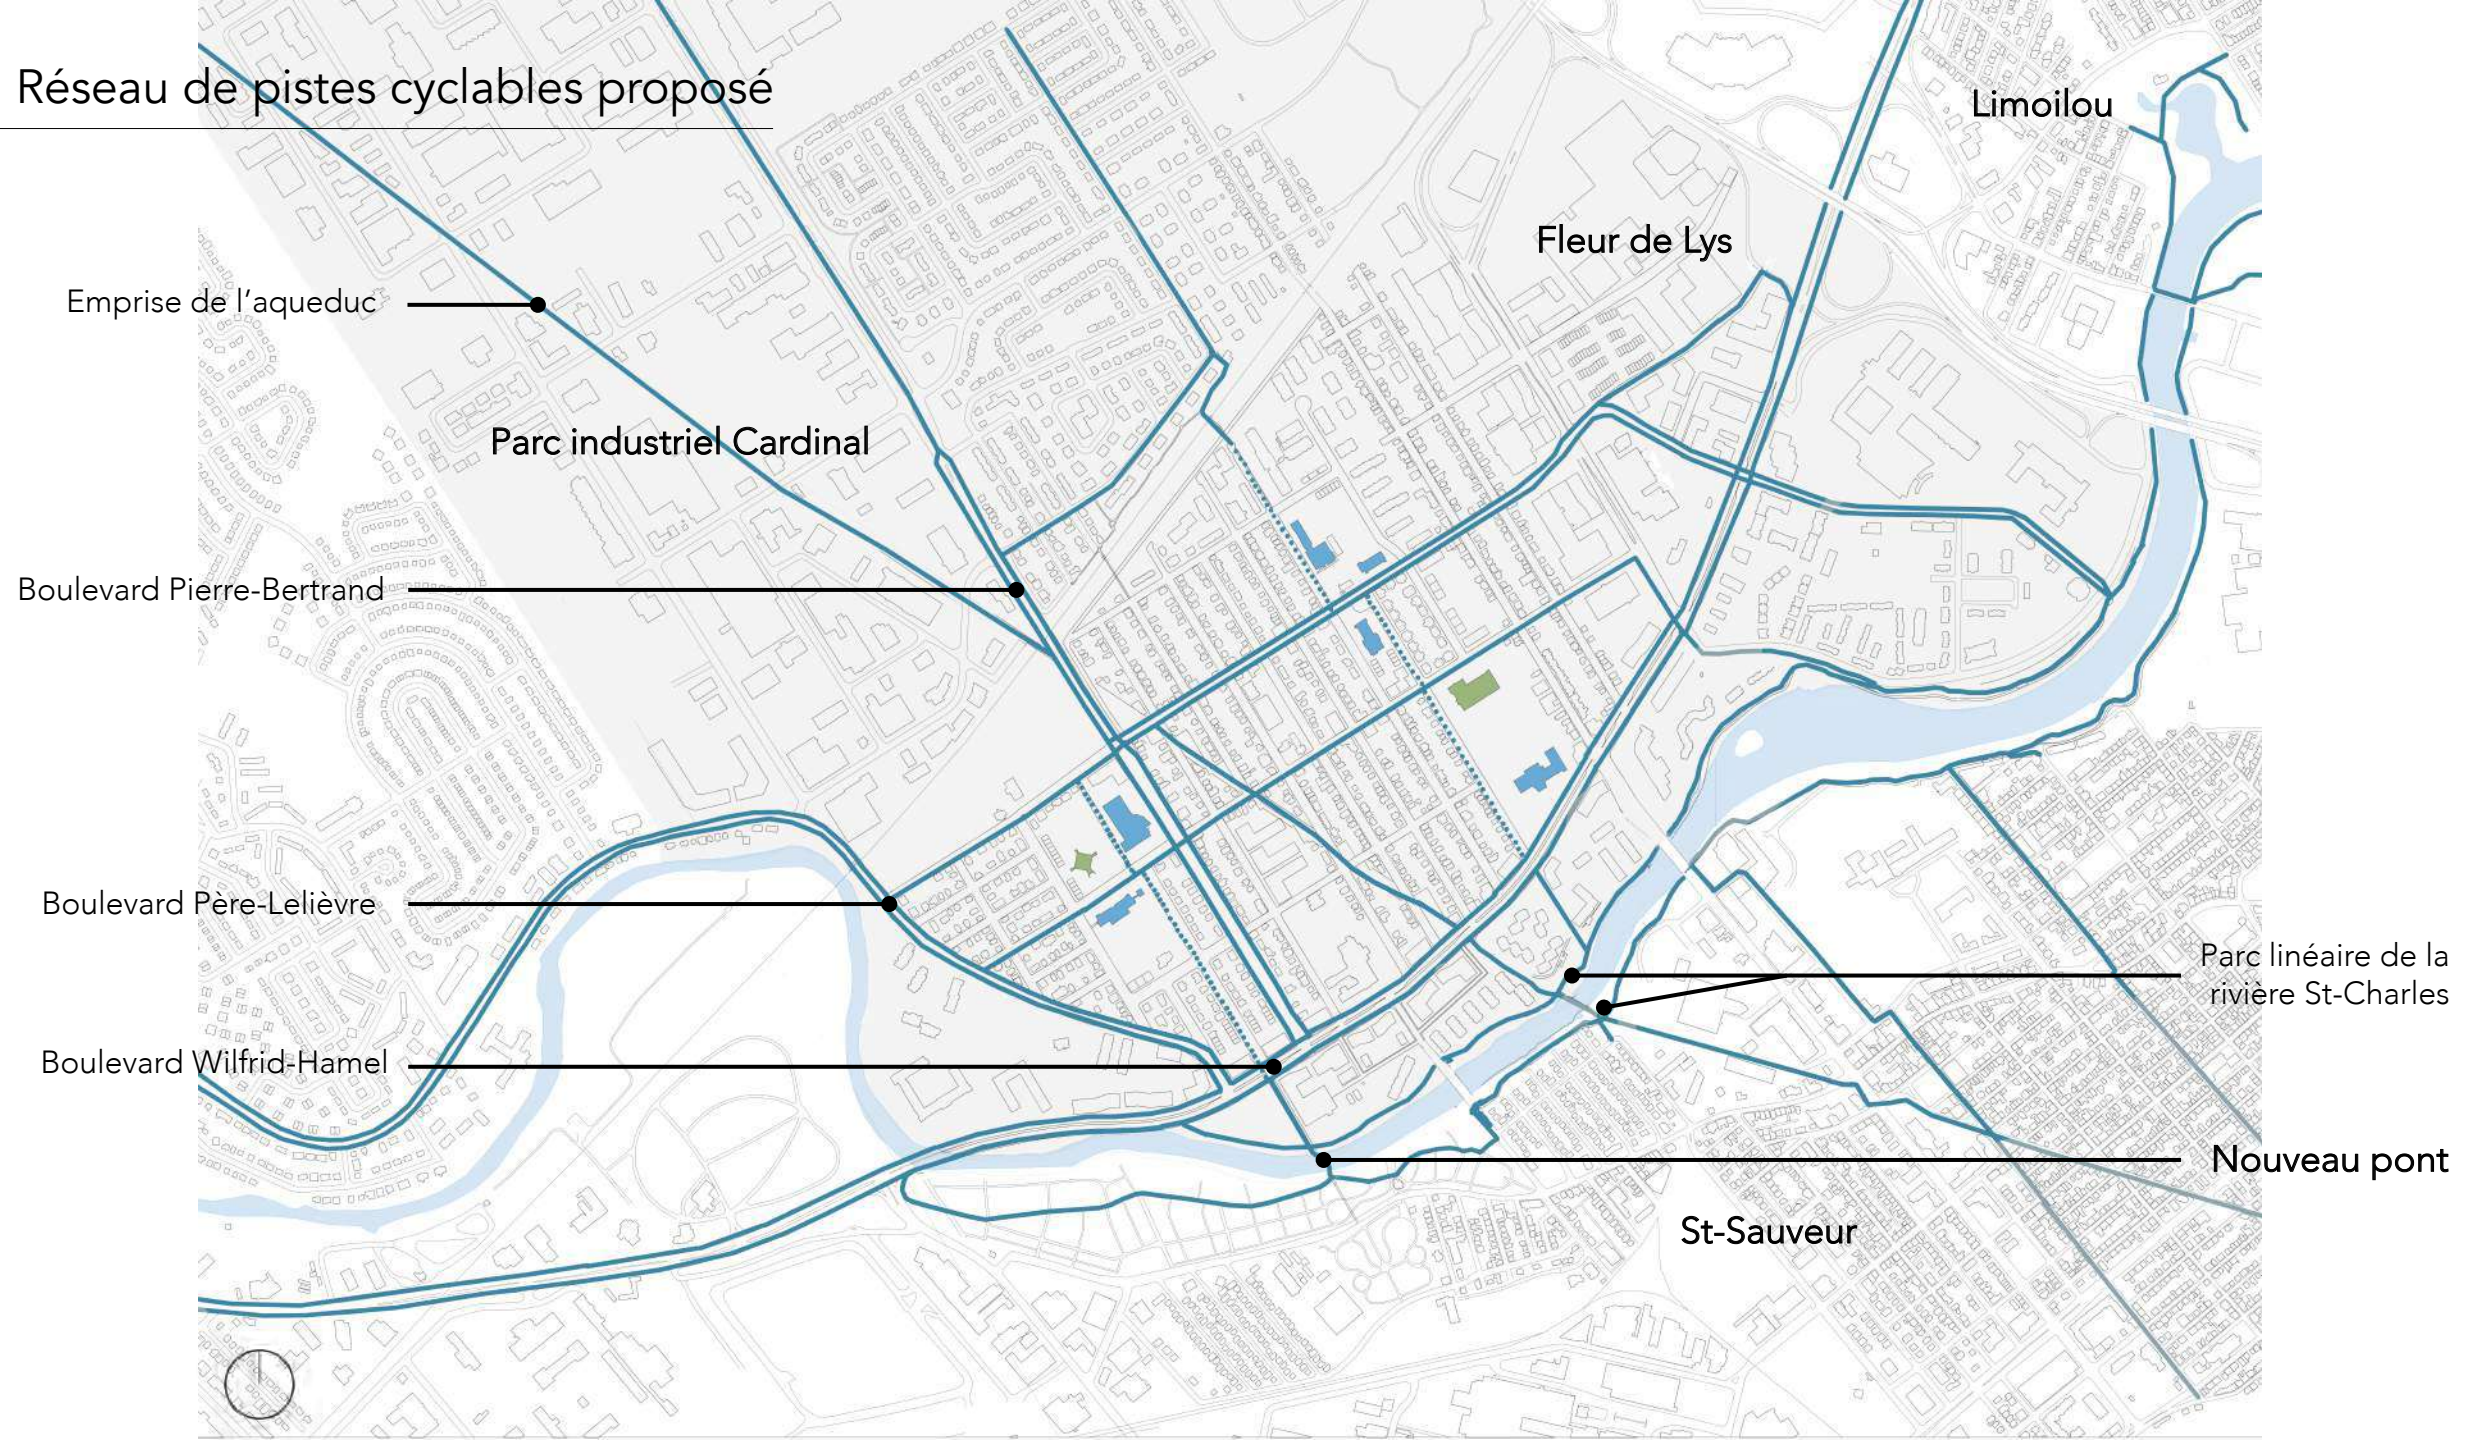 Réseau de pistes cyclables proposé
Limoilou
Fleur de Lys
Emprise de l'aqueduc
Parc industriel Cardinal
Boulevard Pierre-Bertrand
Boulevard Père-Lelièvre
Parc linéaire de la
rivière St-Charles
Boulevard Wilfrid-Hamel
Nouveau pont
St-Sauveur